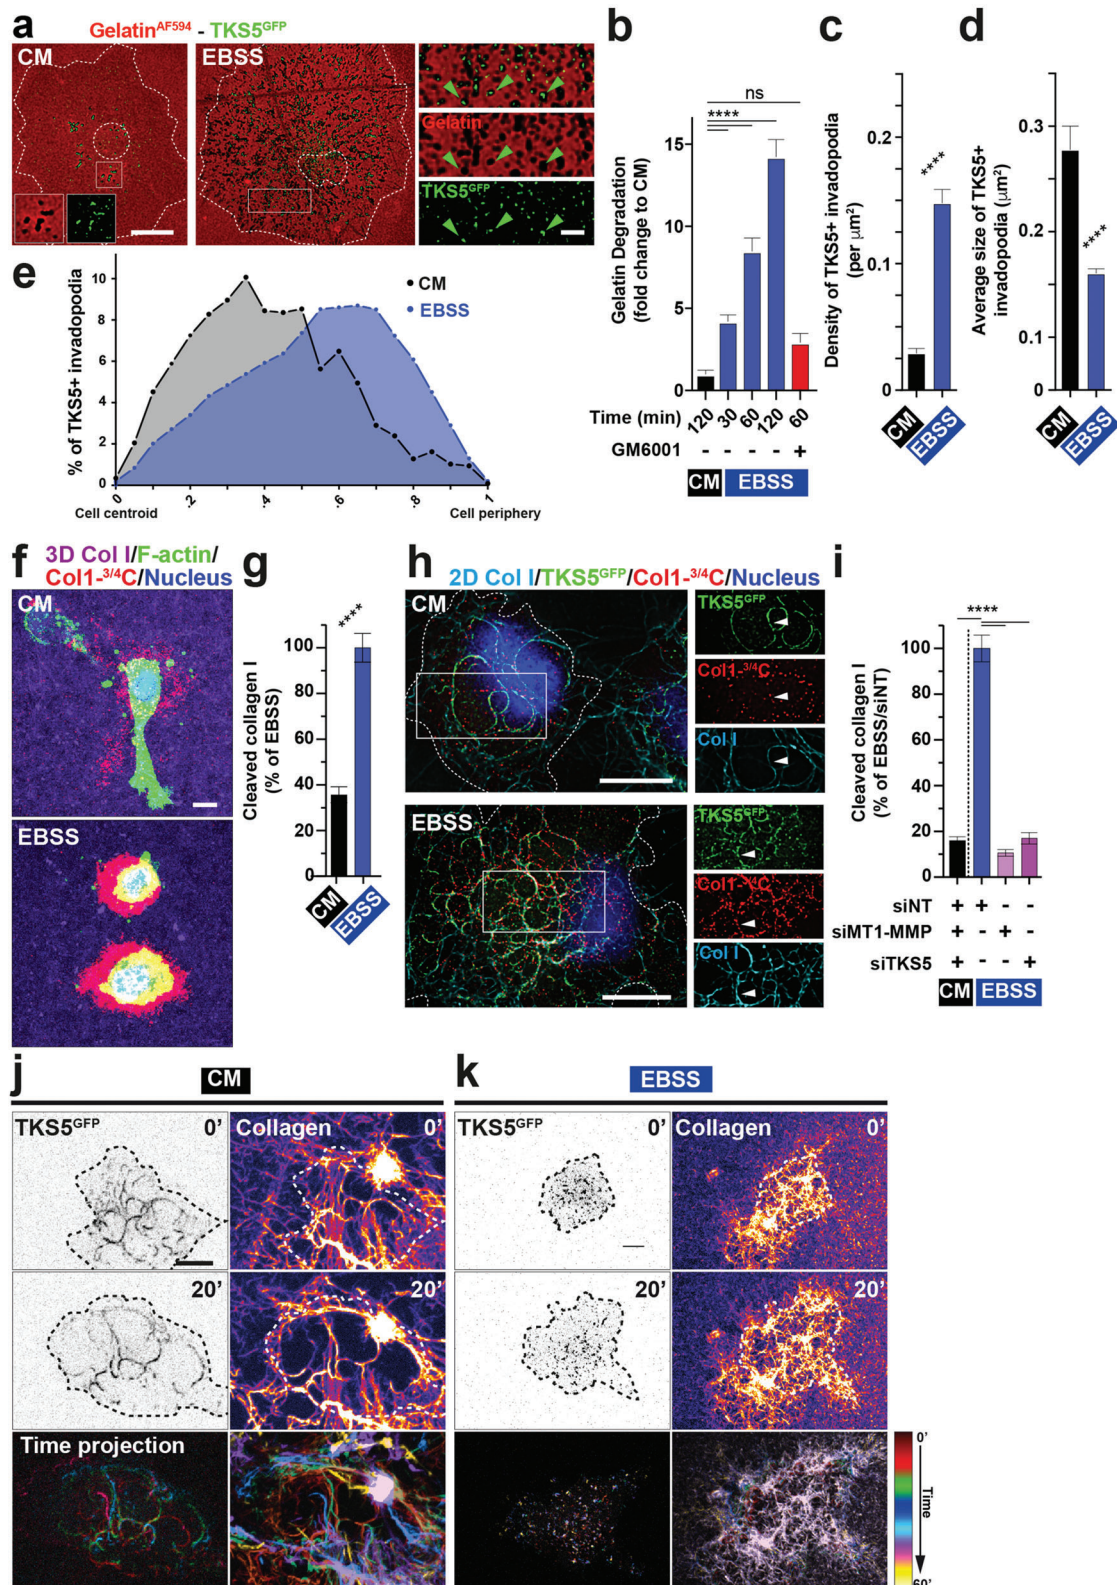 a
Gelatin^AF594 - TKS5^GFP
CM
EBSS
Gelatin
TKS5^GFP
b
Gelatin Degradation
(fold change to CM)
15
10
5
0
ns
****
Time (min)
120 30 60 120 60
GM6001
- - - - +
CM EBSS
c
Density of TKS5+ invadopodia
(per µm²)
0.2
0.1
0
****
CM
EBSS
d
Average size of TKS5+
invadopodia (µm²)
0.3
0.2
0.1
0
****
CM
EBSS
e
% of TKS5+ invadopodia
10
8
6
4
2
0
CM
EBSS
0 .2 .4 .6 .8 1
Cell centroid
Cell periphery
f
3D Col I/F-actin/
Col1-^3/4C/Nucleus
CM
EBSS
g
Cleaved collagen I
(% of EBSS)
100
80
60
40
20
0
****
CM
EBSS
h
2D Col I/TKS5^GFP/Col1-^3/4C/Nucleus
CM
TKS5^GFP
Col1-^3/4C
Col I
EBSS
TKS5^GFP
Col1-^3/4C
Col I
i
Cleaved collagen I
(% of EBSS/siNT)
100
80
60
40
20
0
****
siNT + + - -
siMT1-MMP + - + -
siTKS5 + - - +
CM EBSS
j
CM
TKS5^GFP 0'
Collagen 0'
20'
20'
Time projection
k
EBSS
TKS5^GFP 0'
Collagen 0'
20'
20'
0'
Time
60'